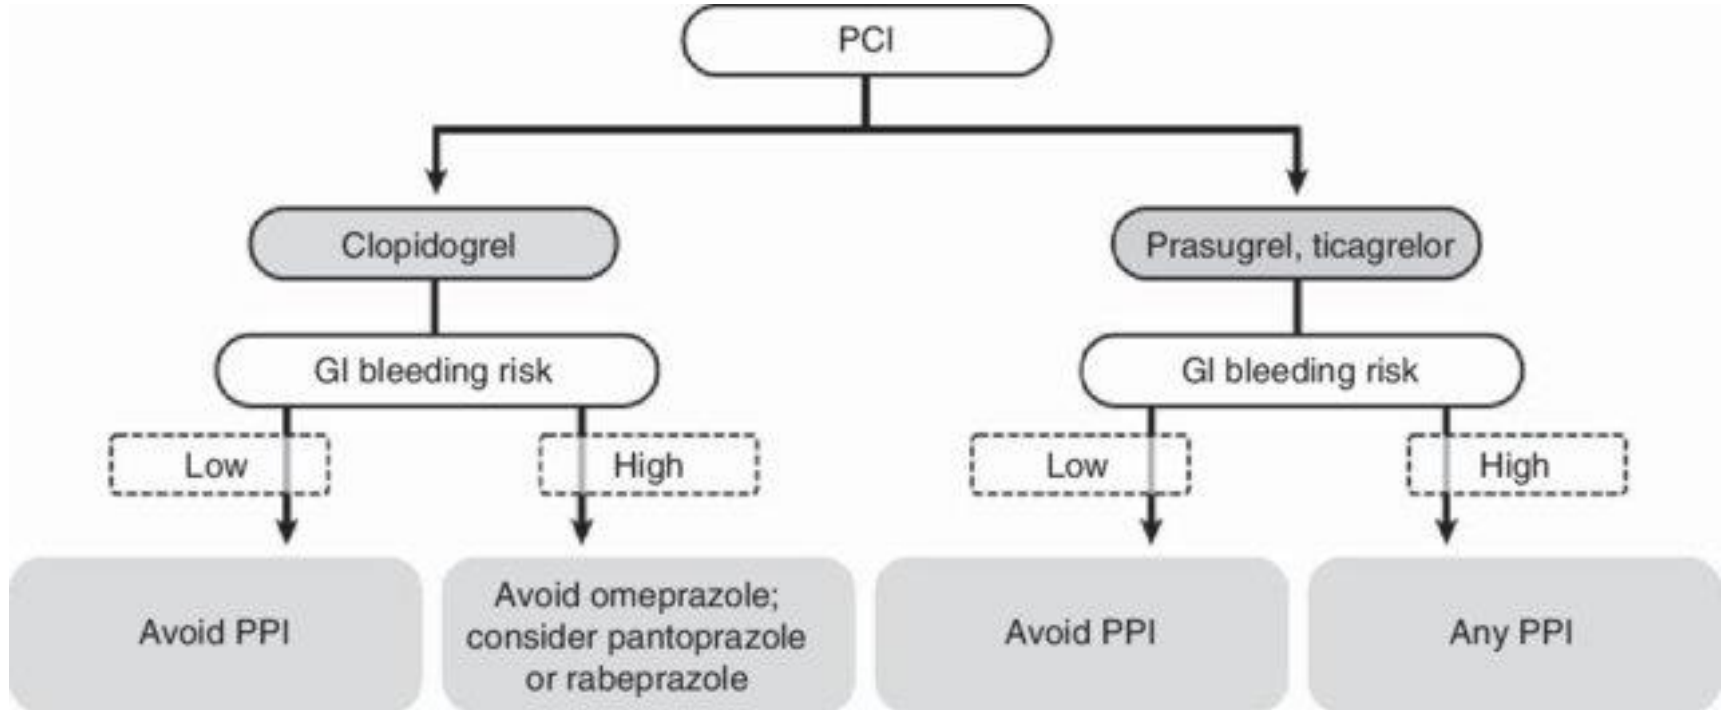 PCI
Clopidogrel
Prasugrel, ticagrelor
GI bleeding risk
GI bleeding risk
Low
High
Low
High
Avoid PPI
Avoid omeprazole;
consider pantoprazole
or rabeprazole
Avoid PPI
Any PPI